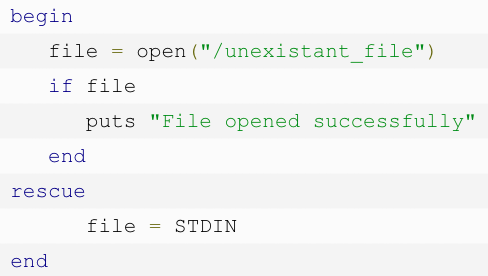 begin
   file = open("/unexistant_file")
   if file
      puts "File opened successfully"
   end
rescue
      file = STDIN
end